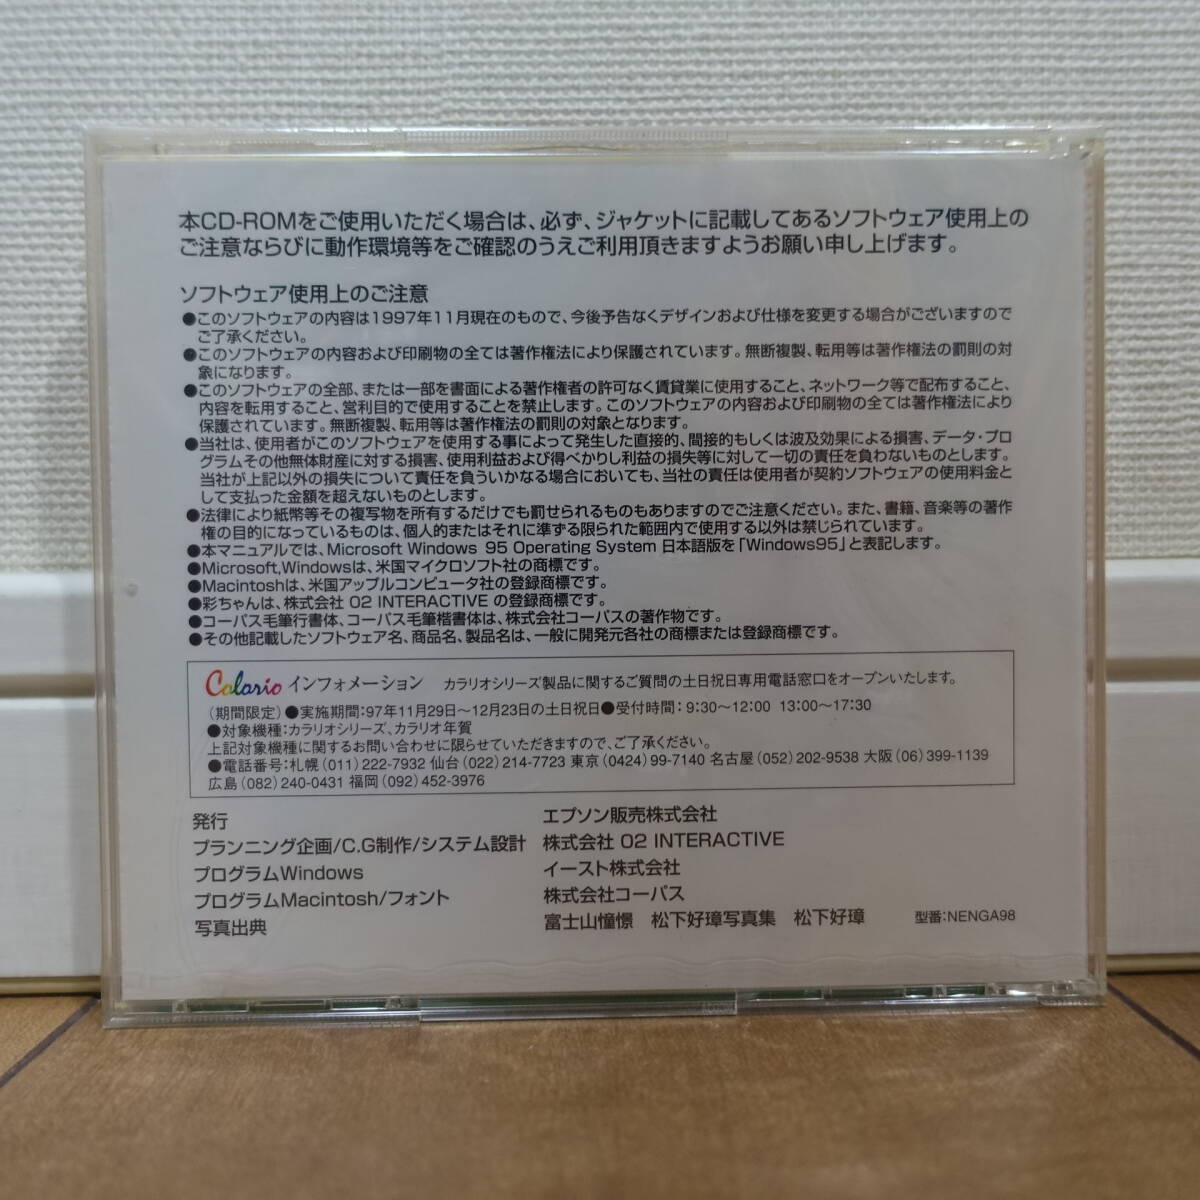 本CD-ROMをご使用いただく場合は、必ず、ジャケットに記載してあるソフトウェア使用上の
ご注意ならびに動作環境等をご確認のうえご利用頂きますようお願い申し上げます。
ソフトウェア使用上のご注意
●このソフトウェアの内容は1997年11月現在のもので、今後予告なくデザインおよび仕様を変更する場合がございますので
ご了承ください。
●このソフトウェアの内容および印刷物の全ては著作権法により保護されています。無断複製、転用等は著作権法の罰則の対
象になります。
●このソフトウェアの全部、または一部を書面による著作権者の許可なく賃貸業に使用すること、ネットワーク等で配布すること、
内容を転用すること、営利目的で使用することを禁止します。このソフトウェアの内容および印刷物の全ては著作権法により
保護されています。無断複製、転用等は著作権法の罰則の対象となります。
●当社は、使用者がこのソフトウェアを使用する事によって発生した直接的、間接的もしくは波及効果による損害、データ・プロ
グラムその他無体財産に対する損害、使用利益および得べかりし利益の損失等に対して一切の責任を負わないものとします。
当社が上記以外の損失について責任を負ういかなる場合においても、当社の責任は使用者が契約ソフトウェアの使用料金と
して支払った金額を超えないものとします。
●法律により紙幣等その複写物を所有するだけでも罰せられるものもありますのでご注意ください。また、書籍、音楽等の著作
権の目的になっているものは、個人的またはそれに準ずる限られた範囲内で使用する以外は禁じられています。
●本マニュアルでは、Microsoft Windows 95 Operating System 日本語版を「Windows95」と表記します。
●Microsoft,Windowsは、米国マイクロソフト社の商標です。
●Macintoshは、米国アップルコンピュータ社の登録商標です。
●彩ちゃんは、株式会社 O2 INTERACTIVE の登録商標です。
●コーパス毛筆行書体、コーパス毛筆楷書体は、株式会社コーパスの著作物です。
●その他記載したソフトウェア名、商品名、製品名は、一般に開発元各社の商標または登録商標です。
Colorio インフォメーション カラリオシリーズ製品に関するご質問の土日祝日専用電話窓口をオープンいたします。
(期間限定)●実施期間:97年11月29日〜12月23日の土日祝日●受付時間:9:30〜12:00 13:00〜17:30
●対象機種:カラリオシリーズ、カラリオ年賀
上記対象機種に関するお問い合わせに限らせていただきますので、ご了承ください。
●電話番号:札幌(011)222-7932 仙台(022)214-7723 東京(0424)99-7140 名古屋(052)202-9538 大阪(06)399-1139
広島(082)240-0431 福岡(092)452-3976
発行 エプソン販売株式会社
プランニング企画/C.G制作/システム設計 株式会社 O2 INTERACTIVE
プログラムWindows イースト株式会社
プログラムMacintosh/フォント 株式会社コーパス
写真出典 富士山憧憬 松下好璋写真集 松下好璋 型番:NENGA98